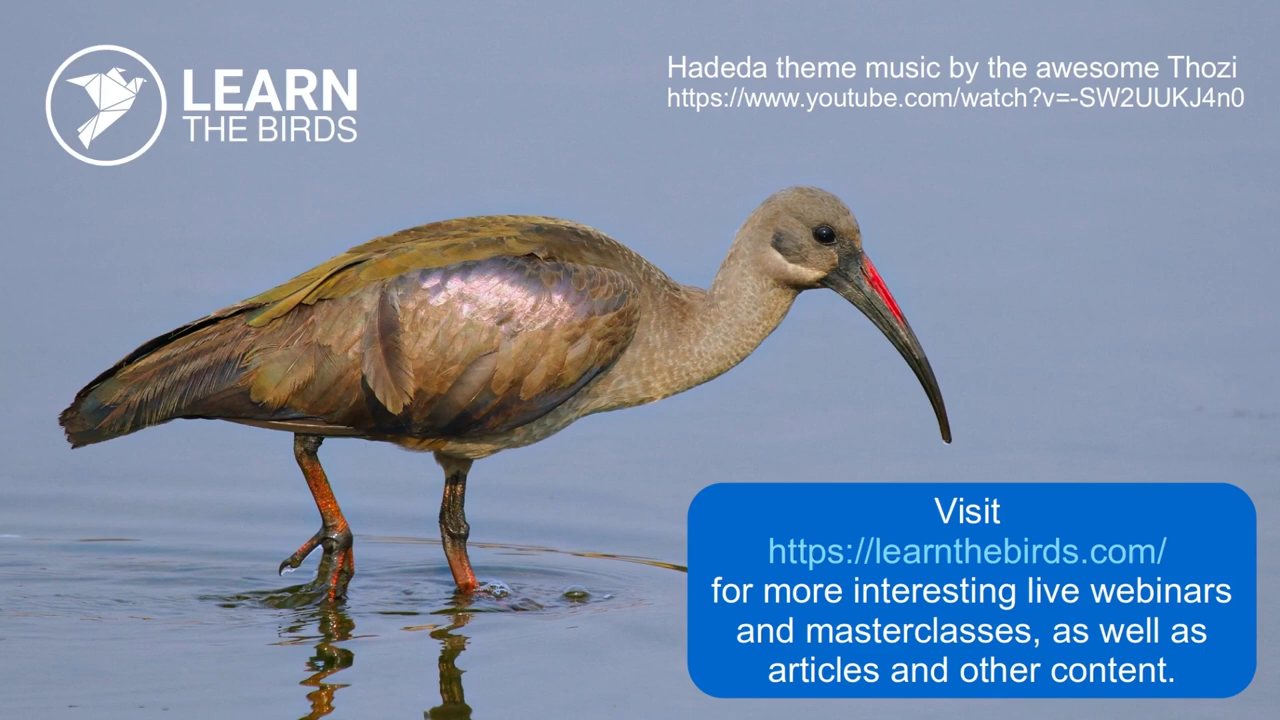 LEARN
THE BIRDS
Hadeda theme music by the awesome Thozi
https://www.youtube.com/watch?v=-SW2UUKJ4n0
Visit
https://learnthebirds.com/
for more interesting live webinars
and masterclasses, as well as
articles and other content.